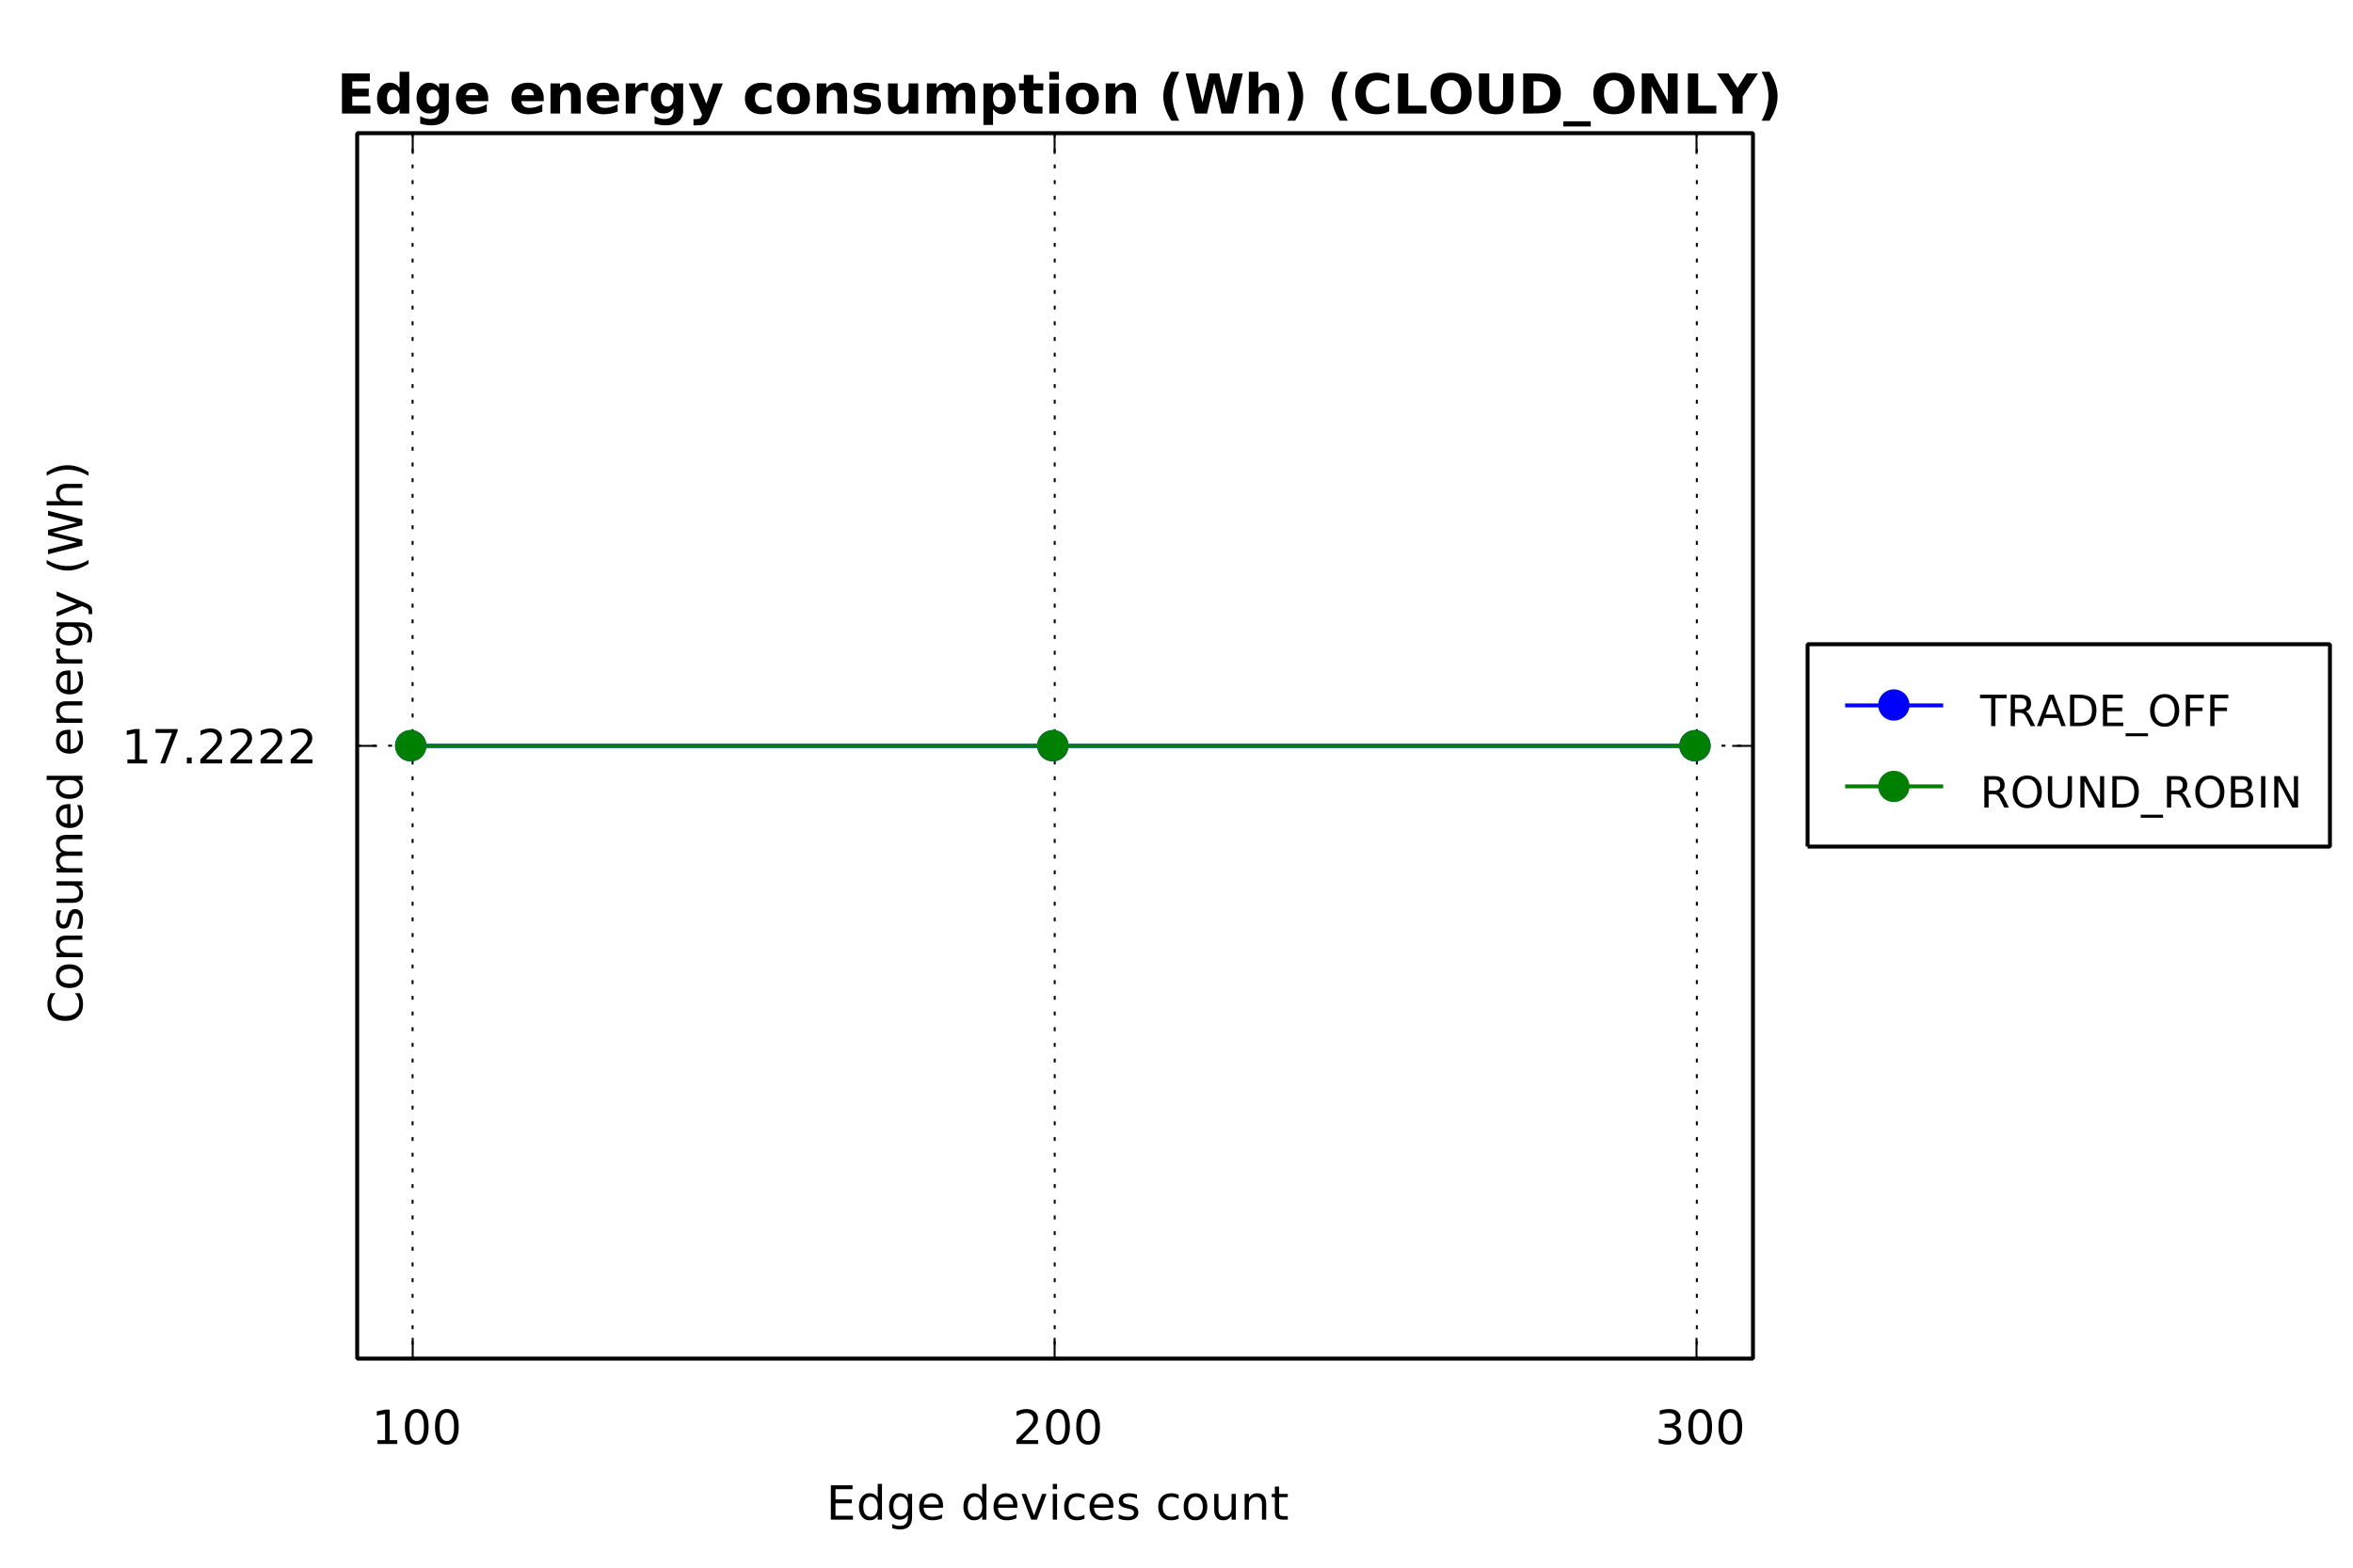 Edge energy consumption (Wh) (CLOUD_ONLY)
Consumed energy (Wh)
17.2222
TRADE_OFF
ROUND_ROBIN
100 200 300
Edge devices count